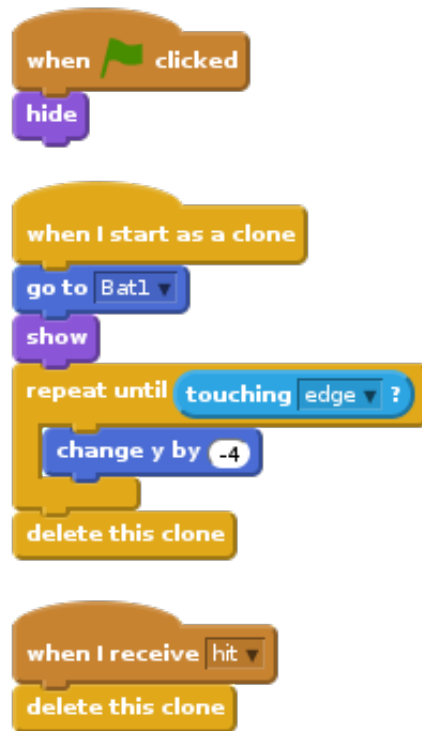 when clicked
hide
when I start as a clone
go to Bat1
show
repeat until touching edge ?
change y by -4
delete this clone
when I receive hit
delete this clone